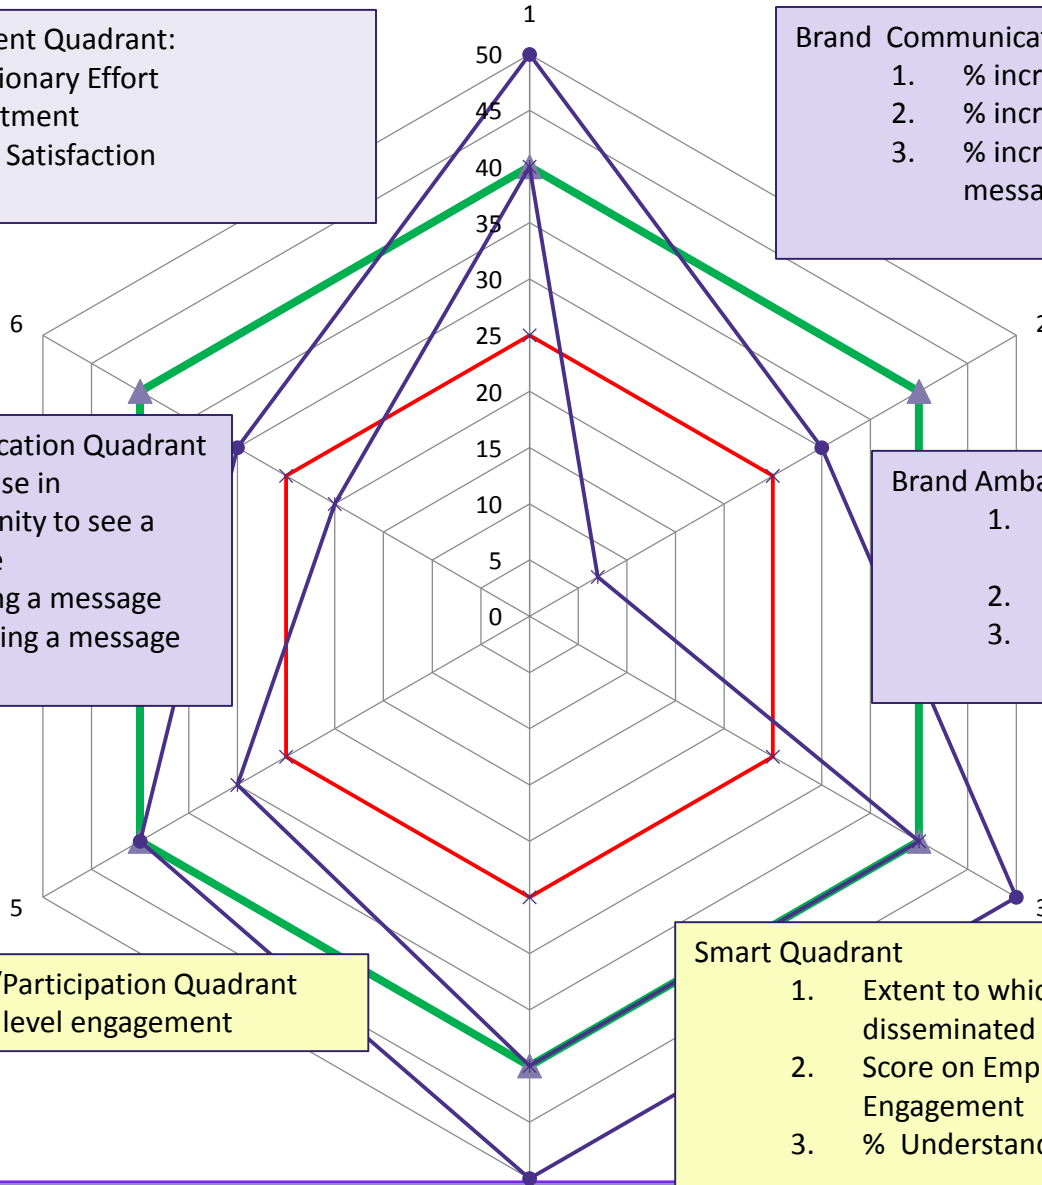 1
ent Quadrant:
ionary Effort
tment
Satisfaction
Brand Communicat
1. % incr
2. % incr
3. % incr
messa
50
45
40
35
30
25
20
15
10
5
0
6
2
cation Quadrant
se in
nity to see a
e
ng a message
ing a message
Brand Amba
1.
2.
3.
5
3
/Participation Quadrant
level engagement
Smart Quadrant
1. Extent to whic
disseminated
2. Score on Emp
Engagement
3. % Understand